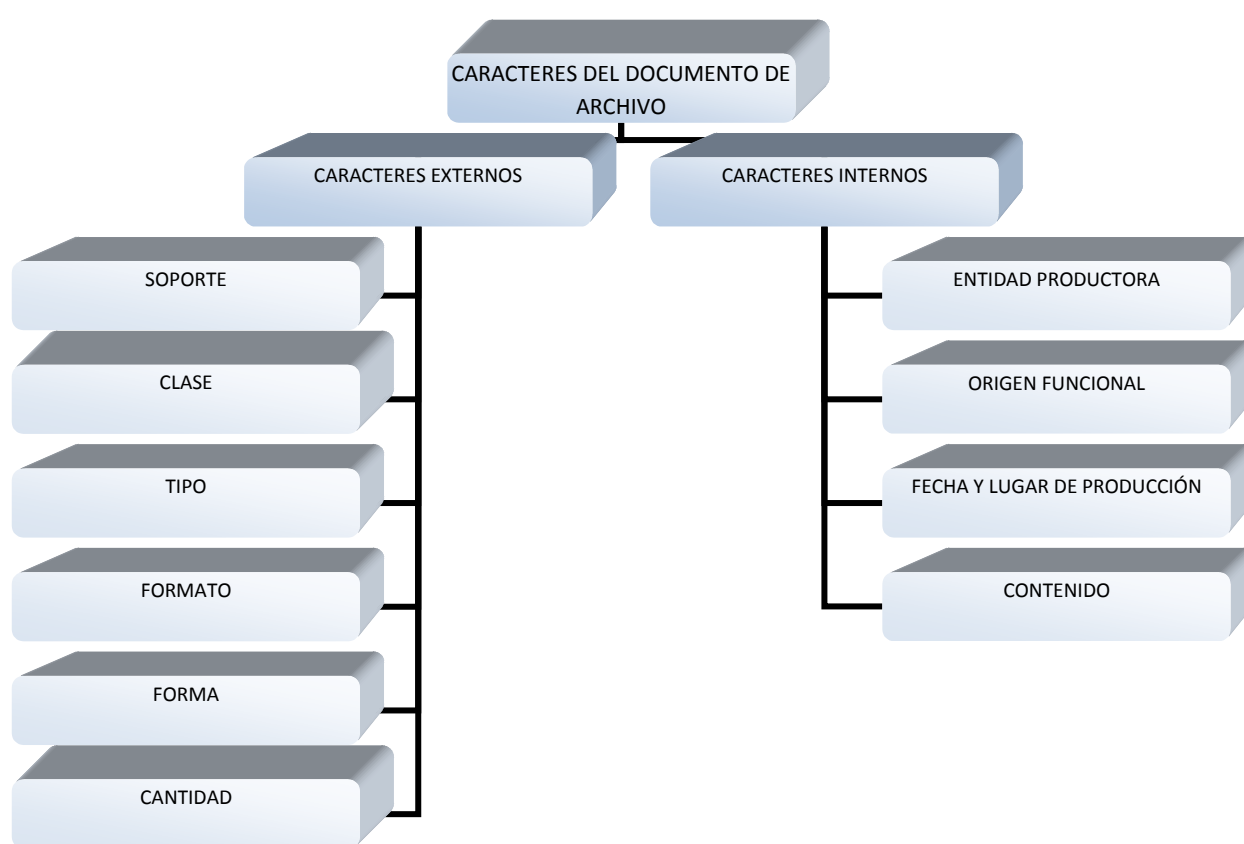 CARACTERES DEL DOCUMENTO DE
ARCHIVO
CARACTERES EXTERNOS
CARACTERES INTERNOS
SOPORTE
CLASE
TIPO
FORMATO
FORMA
CANTIDAD
ENTIDAD PRODUCTORA
ORIGEN FUNCIONAL
FECHA Y LUGAR DE PRODUCCIÓN
CONTENIDO